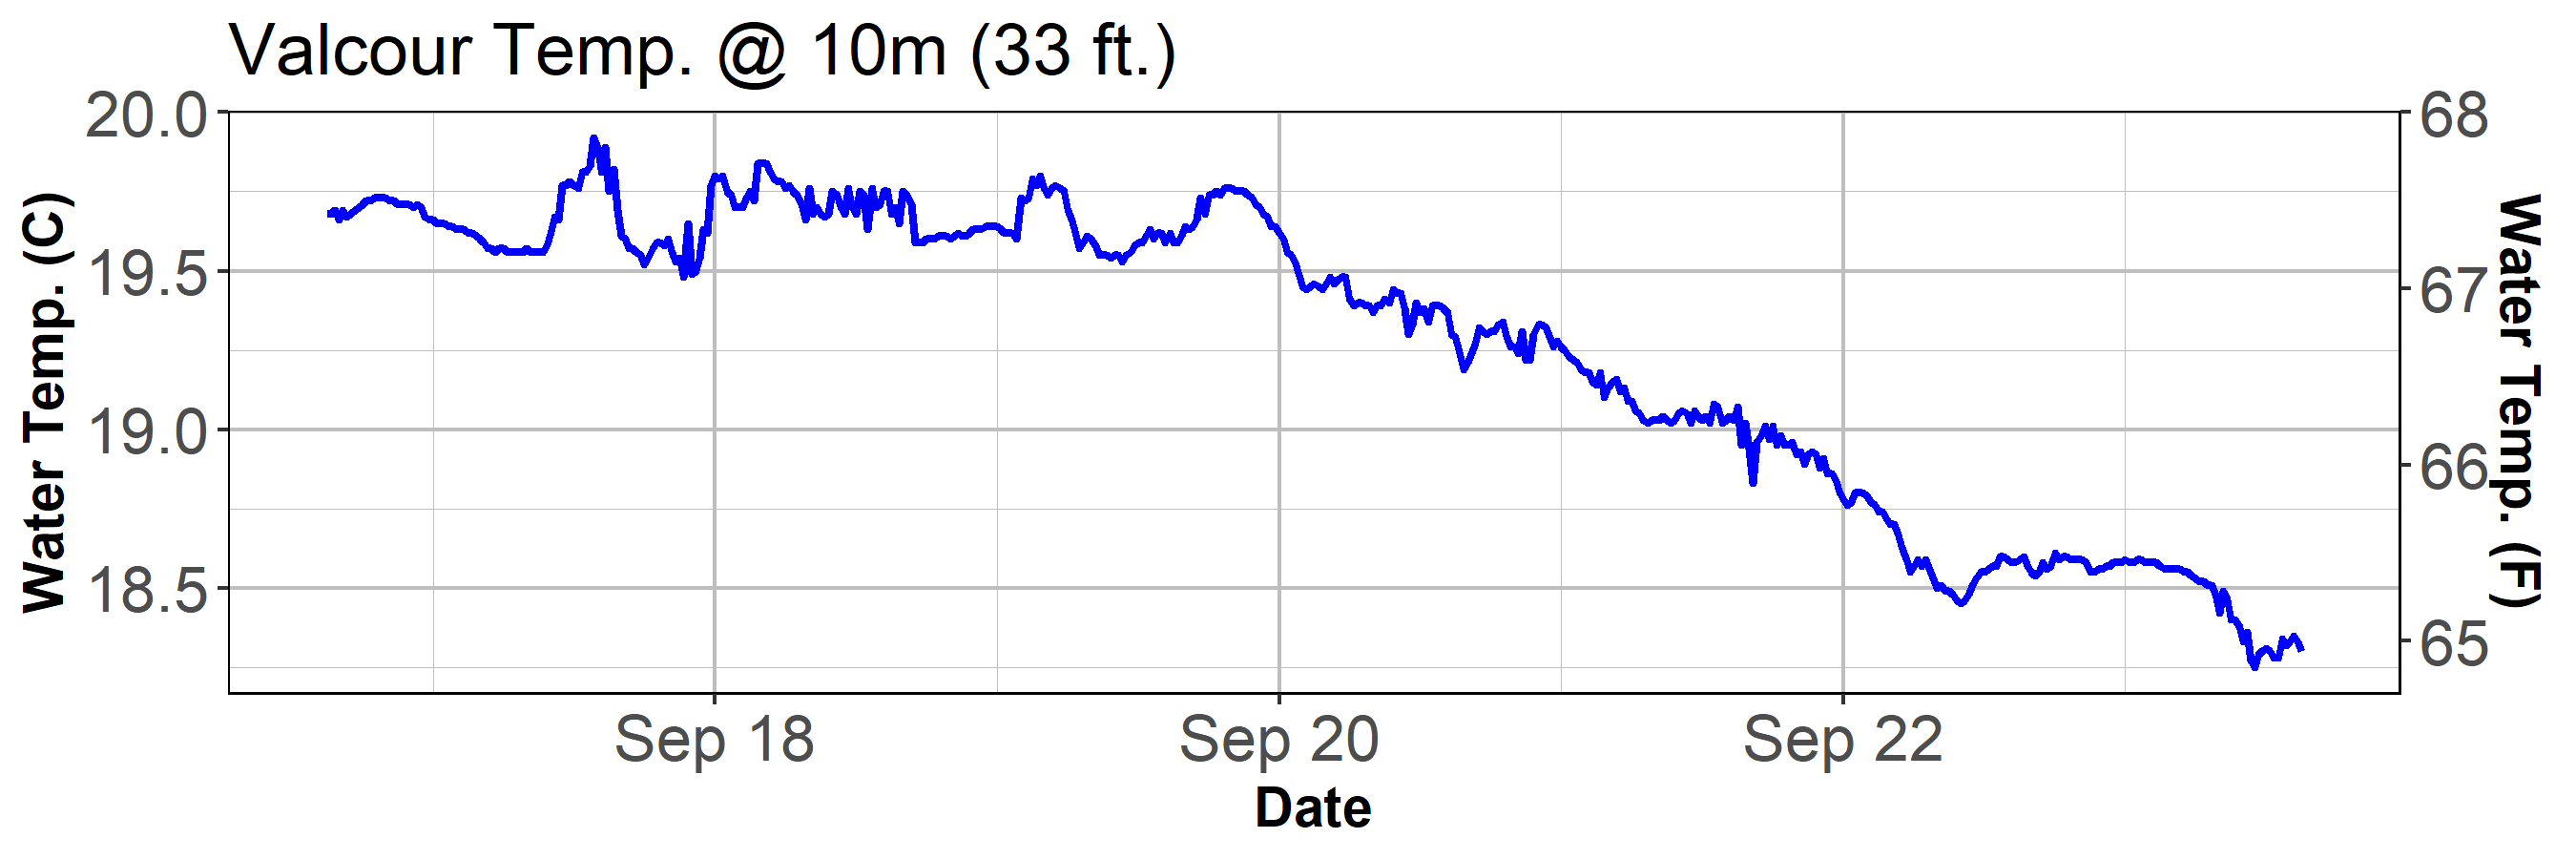 Valcour Temp. @ 10m (33 ft.)
Water Temp. (C)
20.0
19.5
19.0
18.5
68
67
66
65
Water Temp. (F)
Sep 18
Sep 20
Sep 22
Date